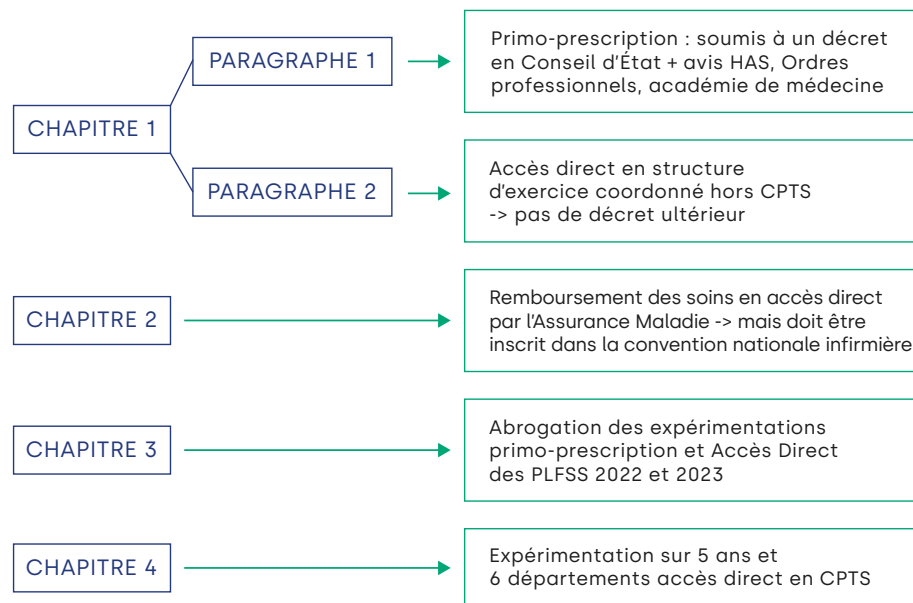 CHAPITRE 1
PARAGRAPHE 1
Primo-prescription : soumis à un décret
en Conseil d'État + avis HAS, Ordres
professionnels, académie de médecine
PARAGRAPHE 2
Accès direct en structure
d'exercice coordonné hors CPTS
-> pas de décret ultérieur
CHAPITRE 2
Remboursement des soins en accès direct
par l'Assurance Maladie -> mais doit être
inscrit dans la convention nationale infirmière
CHAPITRE 3
Abrogation des expérimentations
primo-prescription et Accès Direct
des PLFSS 2022 et 2023
CHAPITRE 4
Expérimentation sur 5 ans et
6 départements accès direct en CPTS